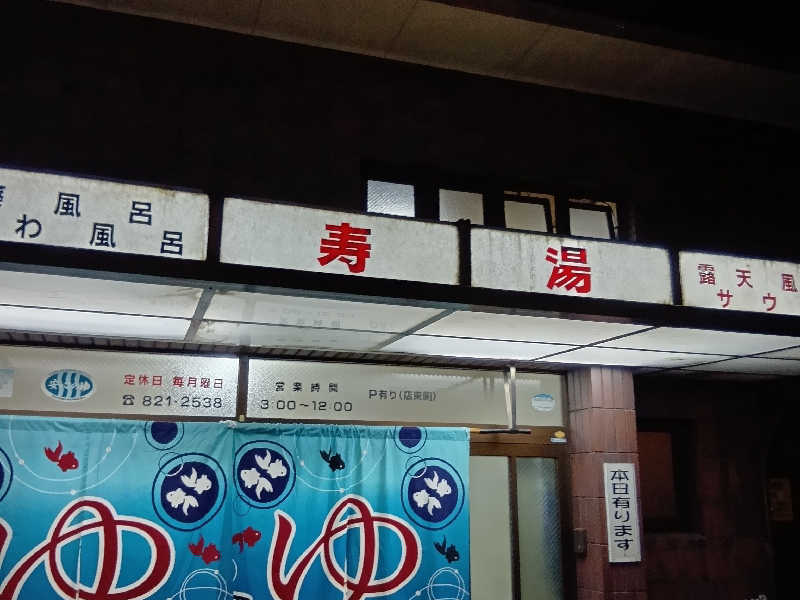 風呂
わ風呂
寿湯
露天風
サウ
定休日 毎月曜日
☎821-2538
営業時間
3:00～12:00
P有り(店東側)
ゆ
ゆ
本日有ります